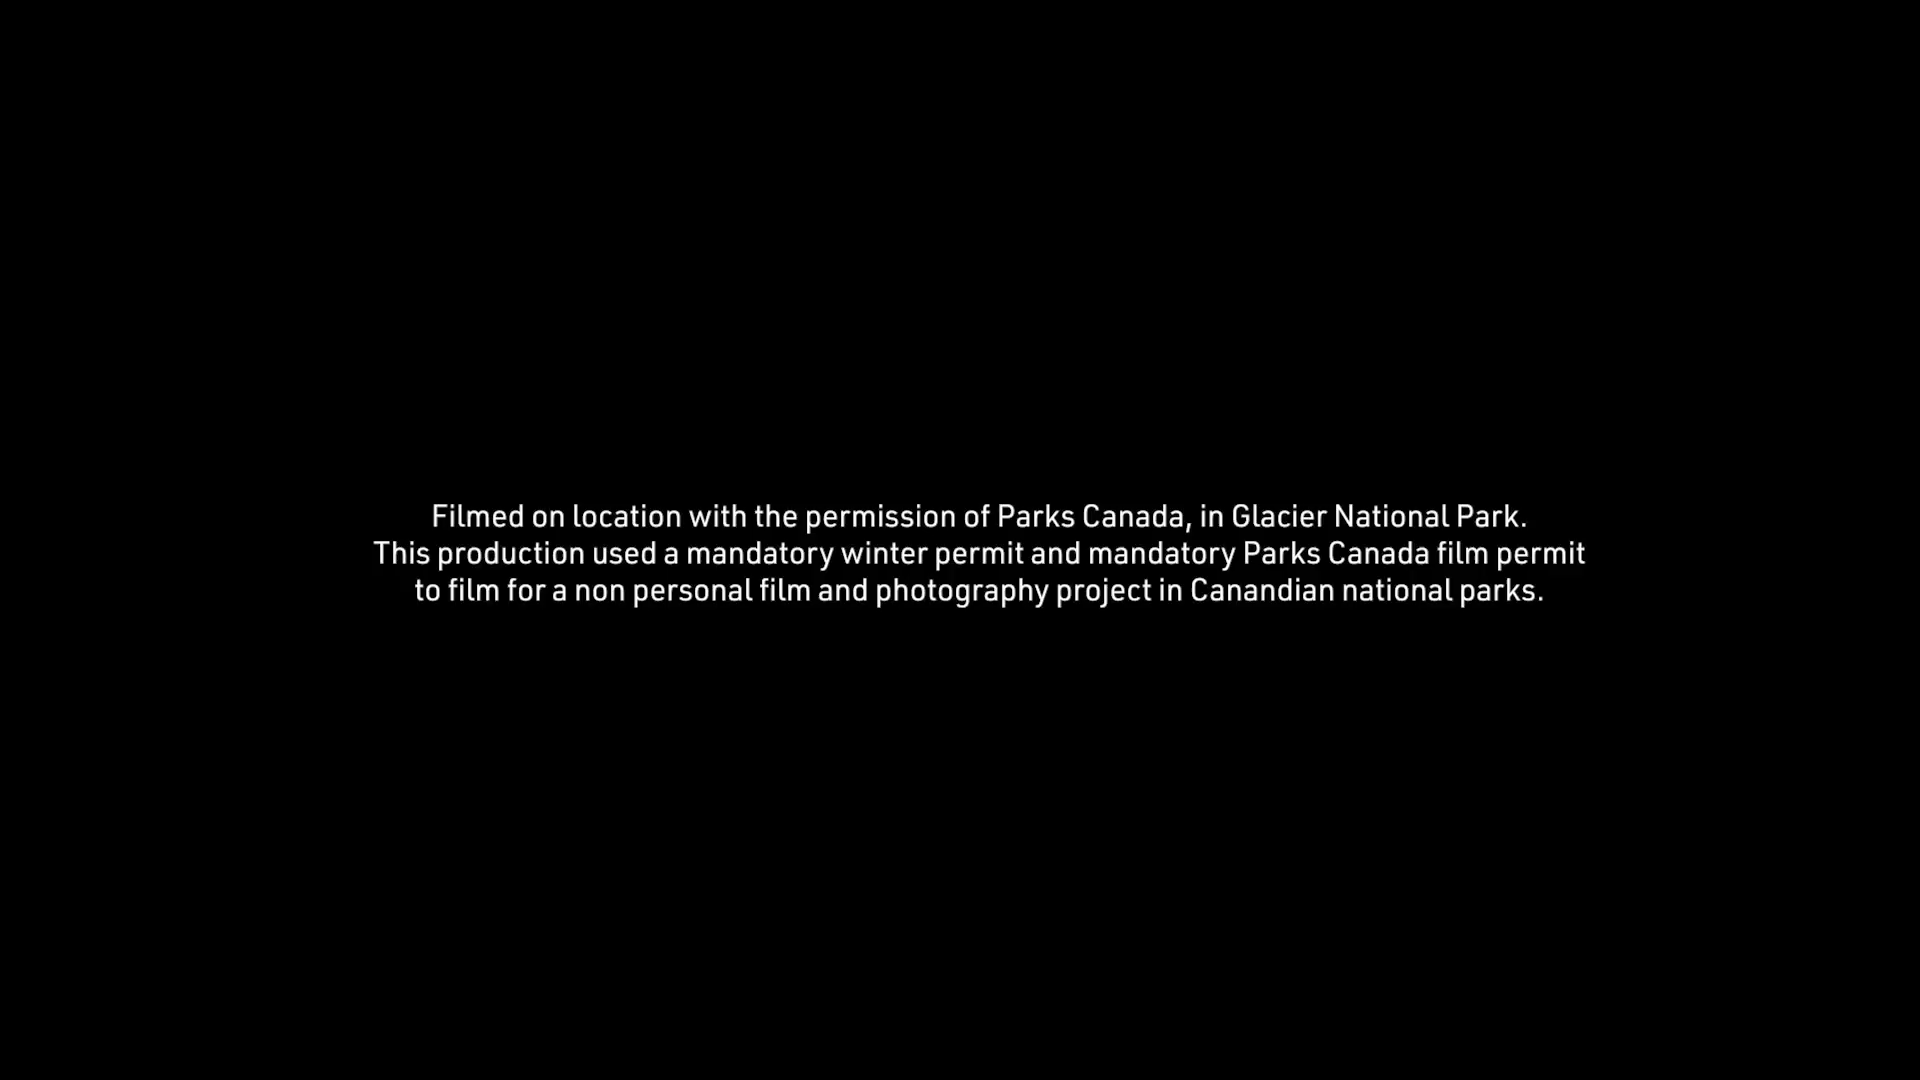 Filmed on location with the permission of Parks Canada, in Glacier National Park.
This production used a mandatory winter permit and mandatory Parks Canada film permit
to film for a non personal film and photography project in Canandian national parks.